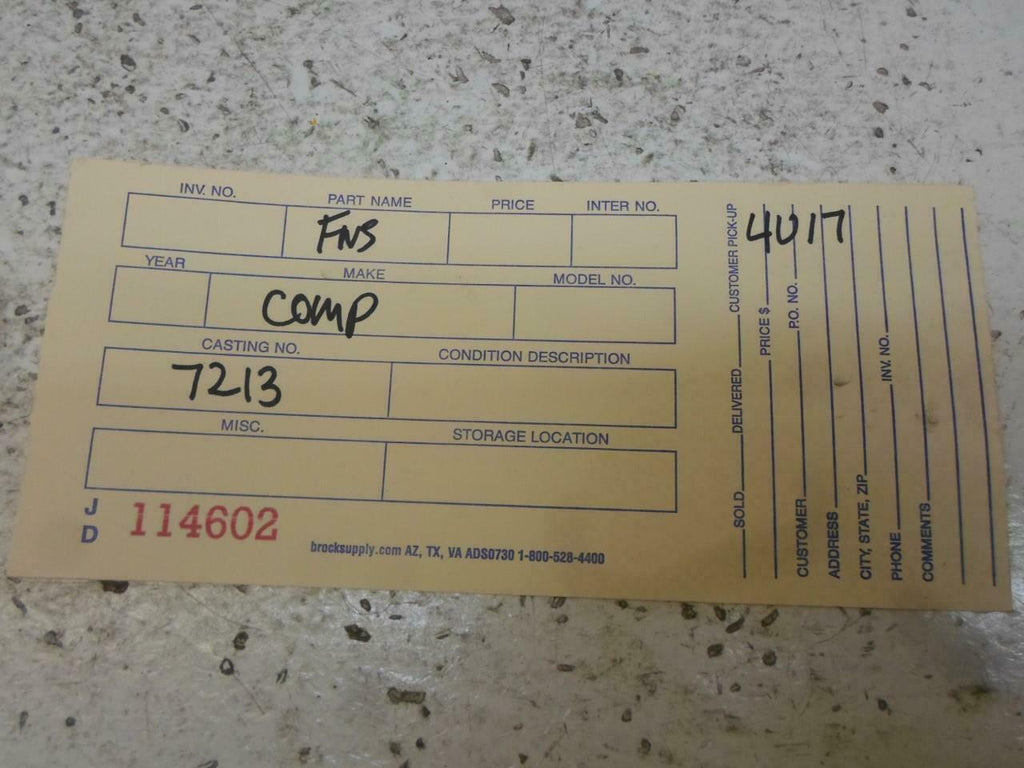 INV. NO. PART NAME PRICE INTER NO.
FNS
YEAR MAKE MODEL NO.
COMP
CASTING NO. CONDITION DESCRIPTION
7213
MISC. STORAGE LOCATION
J D 114602
brocksupply.com AZ, TX, VA ADS0730 1-800-528-4400
4U17
SOLD DELIVERED CUSTOMER PICK-UP
PRICE $
CUSTOMER P.O. NO.
ADDRESS
CITY, STATE, ZIP
PHONE INV. NO.
COMMENTS